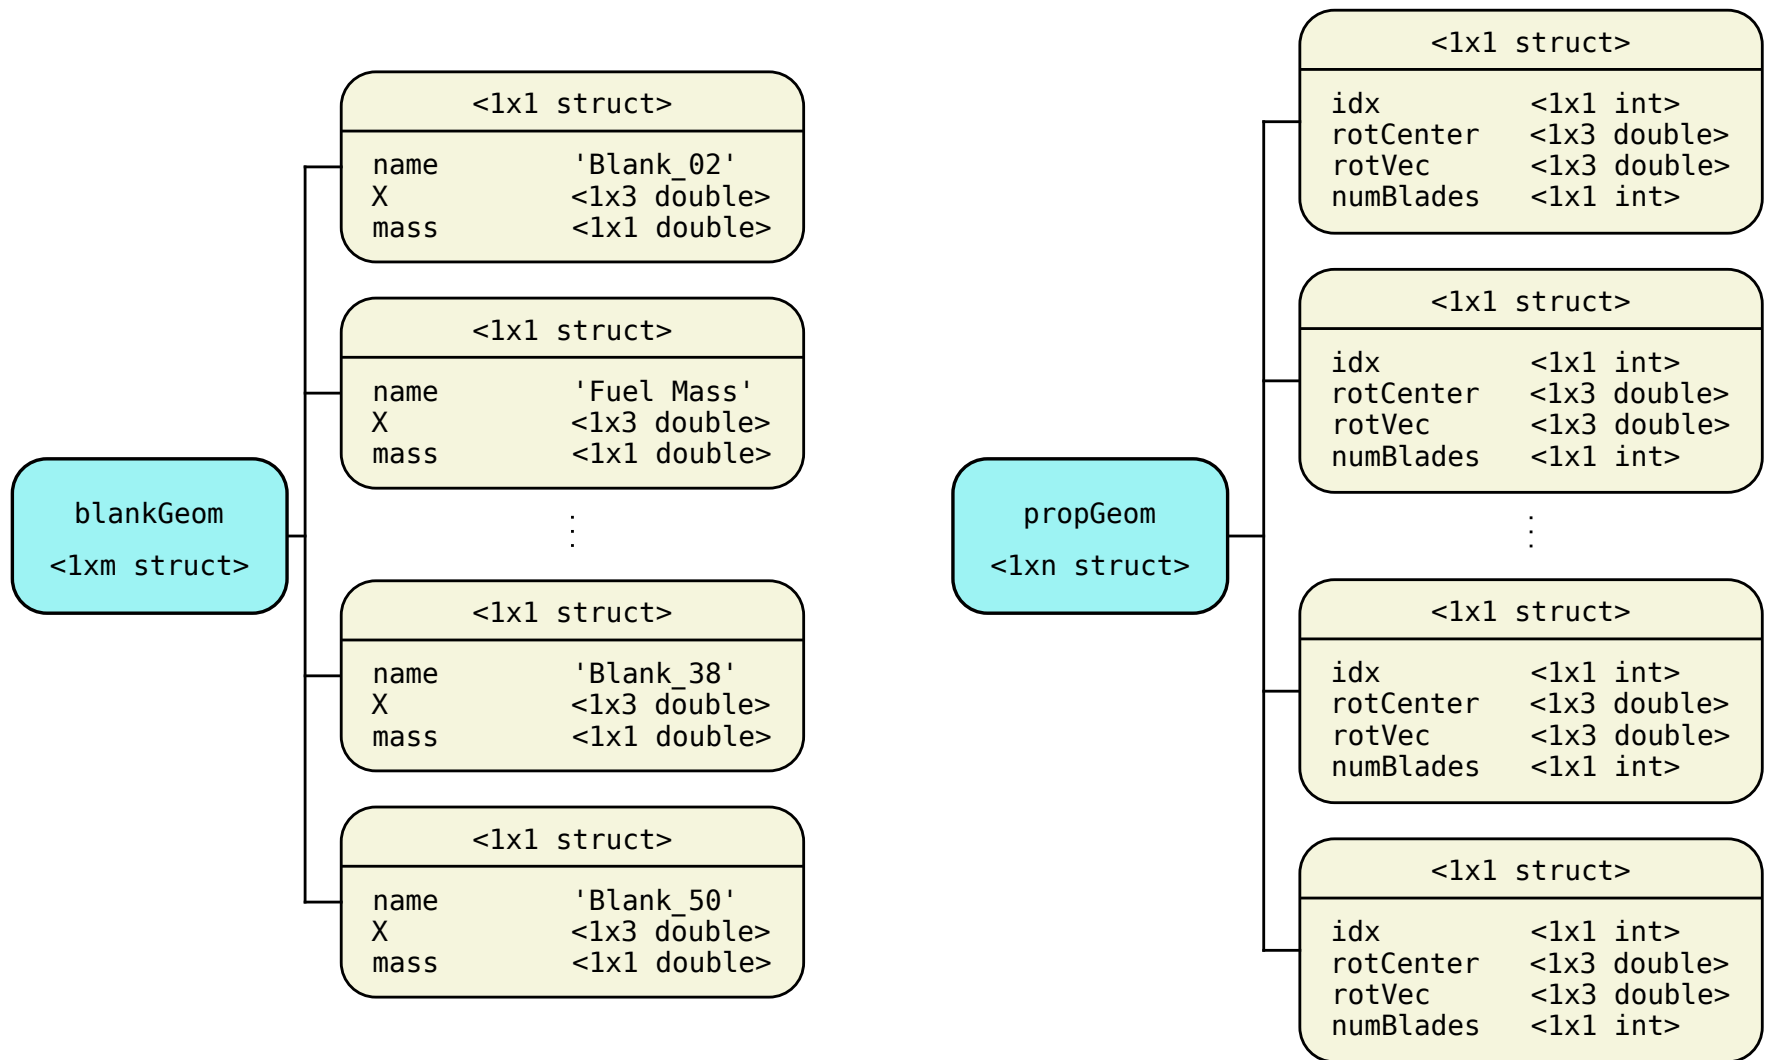 blankGeom
<1xm struct>
<1x1 struct>
name 'Blank_02'
X <1x3 double>
mass <1x1 double>
<1x1 struct>
name 'Fuel Mass'
X <1x3 double>
mass <1x1 double>
⋮
<1x1 struct>
name 'Blank_38'
X <1x3 double>
mass <1x1 double>
<1x1 struct>
name 'Blank_50'
X <1x3 double>
mass <1x1 double>
propGeom
<1xn struct>
<1x1 struct>
idx <1x1 int>
rotCenter <1x3 double>
rotVec <1x3 double>
numBlades <1x1 int>
<1x1 struct>
idx <1x1 int>
rotCenter <1x3 double>
rotVec <1x3 double>
numBlades <1x1 int>
⋮
<1x1 struct>
idx <1x1 int>
rotCenter <1x3 double>
rotVec <1x3 double>
numBlades <1x1 int>
<1x1 struct>
idx <1x1 int>
rotCenter <1x3 double>
rotVec <1x3 double>
numBlades <1x1 int>